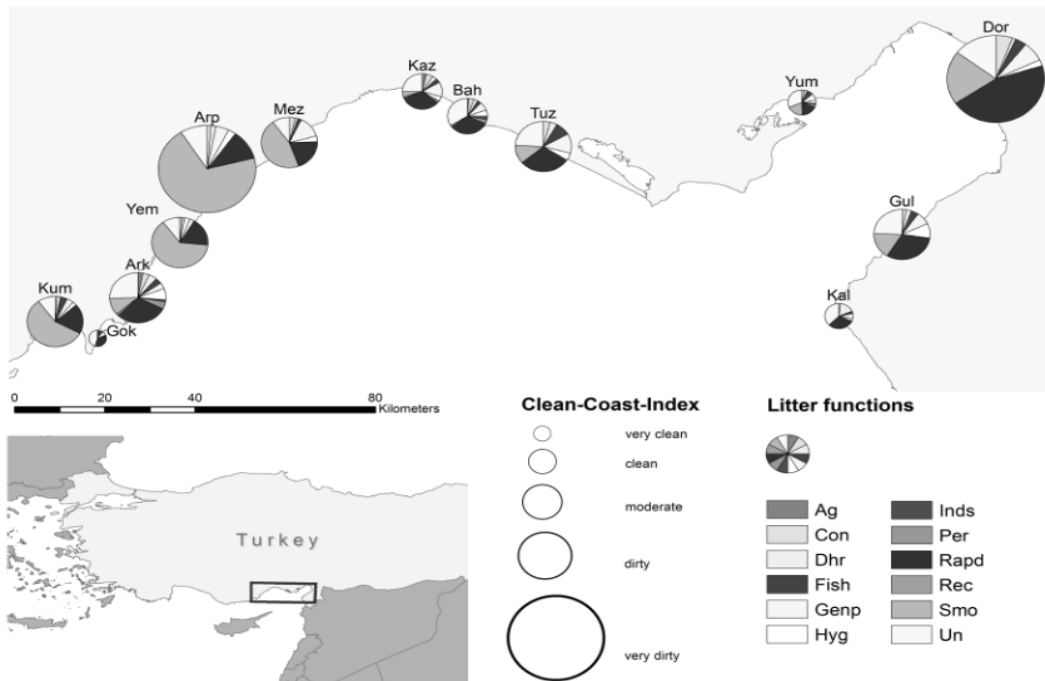 Dor
Kaz
Bah
Yum
Mez
Arp
Tuz
Yem
Gul
Ark
Kum
Kal
Gok
0 20 40 80
Kilometers
Clean-Coast-Index
very clean
clean
moderate
dirty
very dirty
Litter functions
Ag Inds
Con Per
Dhr Rapd
Fish Rec
Genp Smo
Hyg Un
Turkey